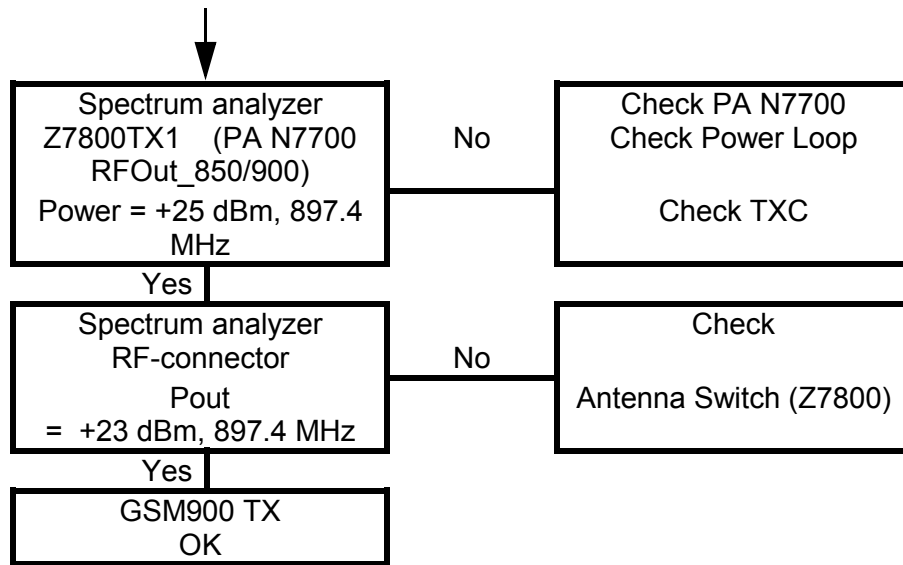 Spectrum analyzer
Z7800TX1 (PA N7700
RFOut_850/900)
Power = +25 dBm, 897.4
MHz
No
Check PA N7700
Check Power Loop
Check TXC
Yes
Spectrum analyzer
RF-connector
Pout
= +23 dBm, 897.4 MHz
No
Check
Antenna Switch (Z7800)
Yes
GSM900 TX
OK